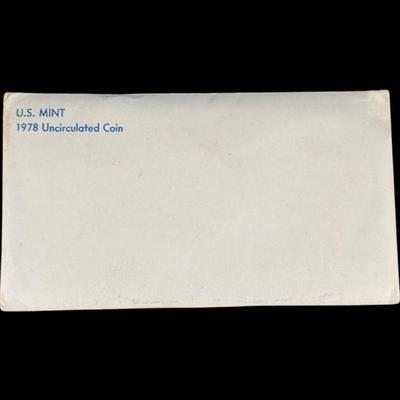 U.S. MINT
1978 Uncirculated Coin